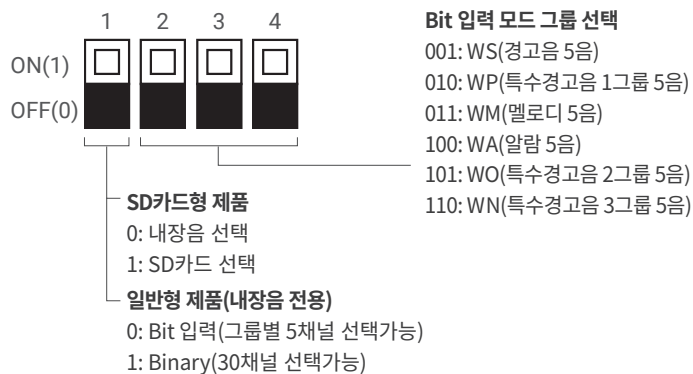 1 2 3 4
ON(1)
OFF(0)
Bit 입력 모드 그룹 선택
001: WS(경고음 5음)
010: WP(특수경고음 1그룹 5음)
011: WM(멜로디 5음)
100: WA(알람 5음)
101: WO(특수경고음 2그룹 5음)
110: WN(특수경고음 3그룹 5음)
SD카드형 제품
0: 내장음 선택
1: SD카드 선택
일반형 제품(내장음 전용)
0: Bit 입력(그룹별 5채널 선택가능)
1: Binary(30채널 선택가능)